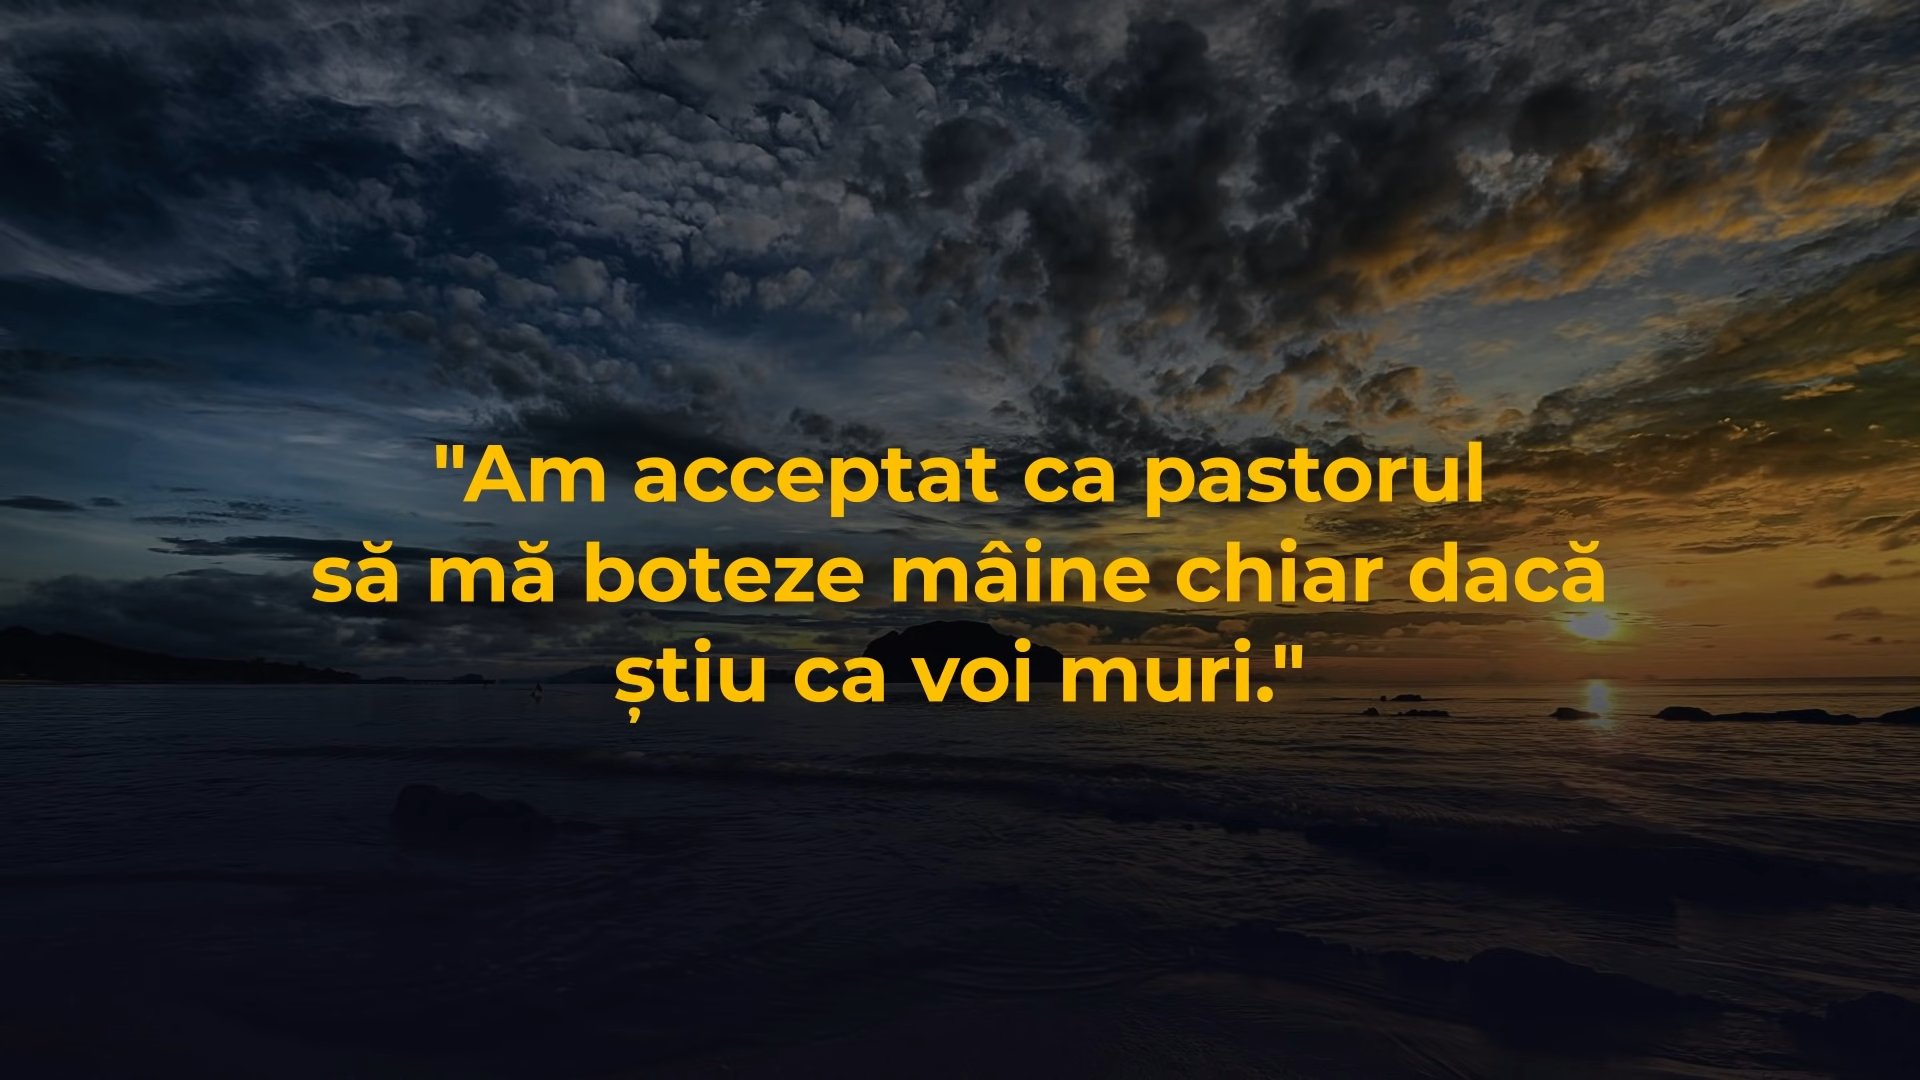 "Am acceptat ca pastorul
să mă boteze mâine chiar dacă
știu ca voi muri."